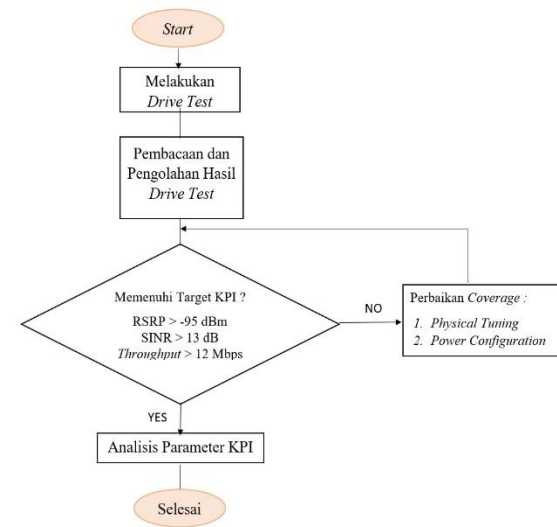 Start
Melakukan
Drive Test
Pembacaan dan
Pengolahan Hasil
Drive Test
Memenuhi Target KPI ?
RSRP > -95 dBm
SINR > 13 dB
Throughput > 12 Mbps
NO
Perbaikan Coverage :
1. Physical Tuning
2. Power Configuration
YES
Analisis Parameter KPI
Selesai